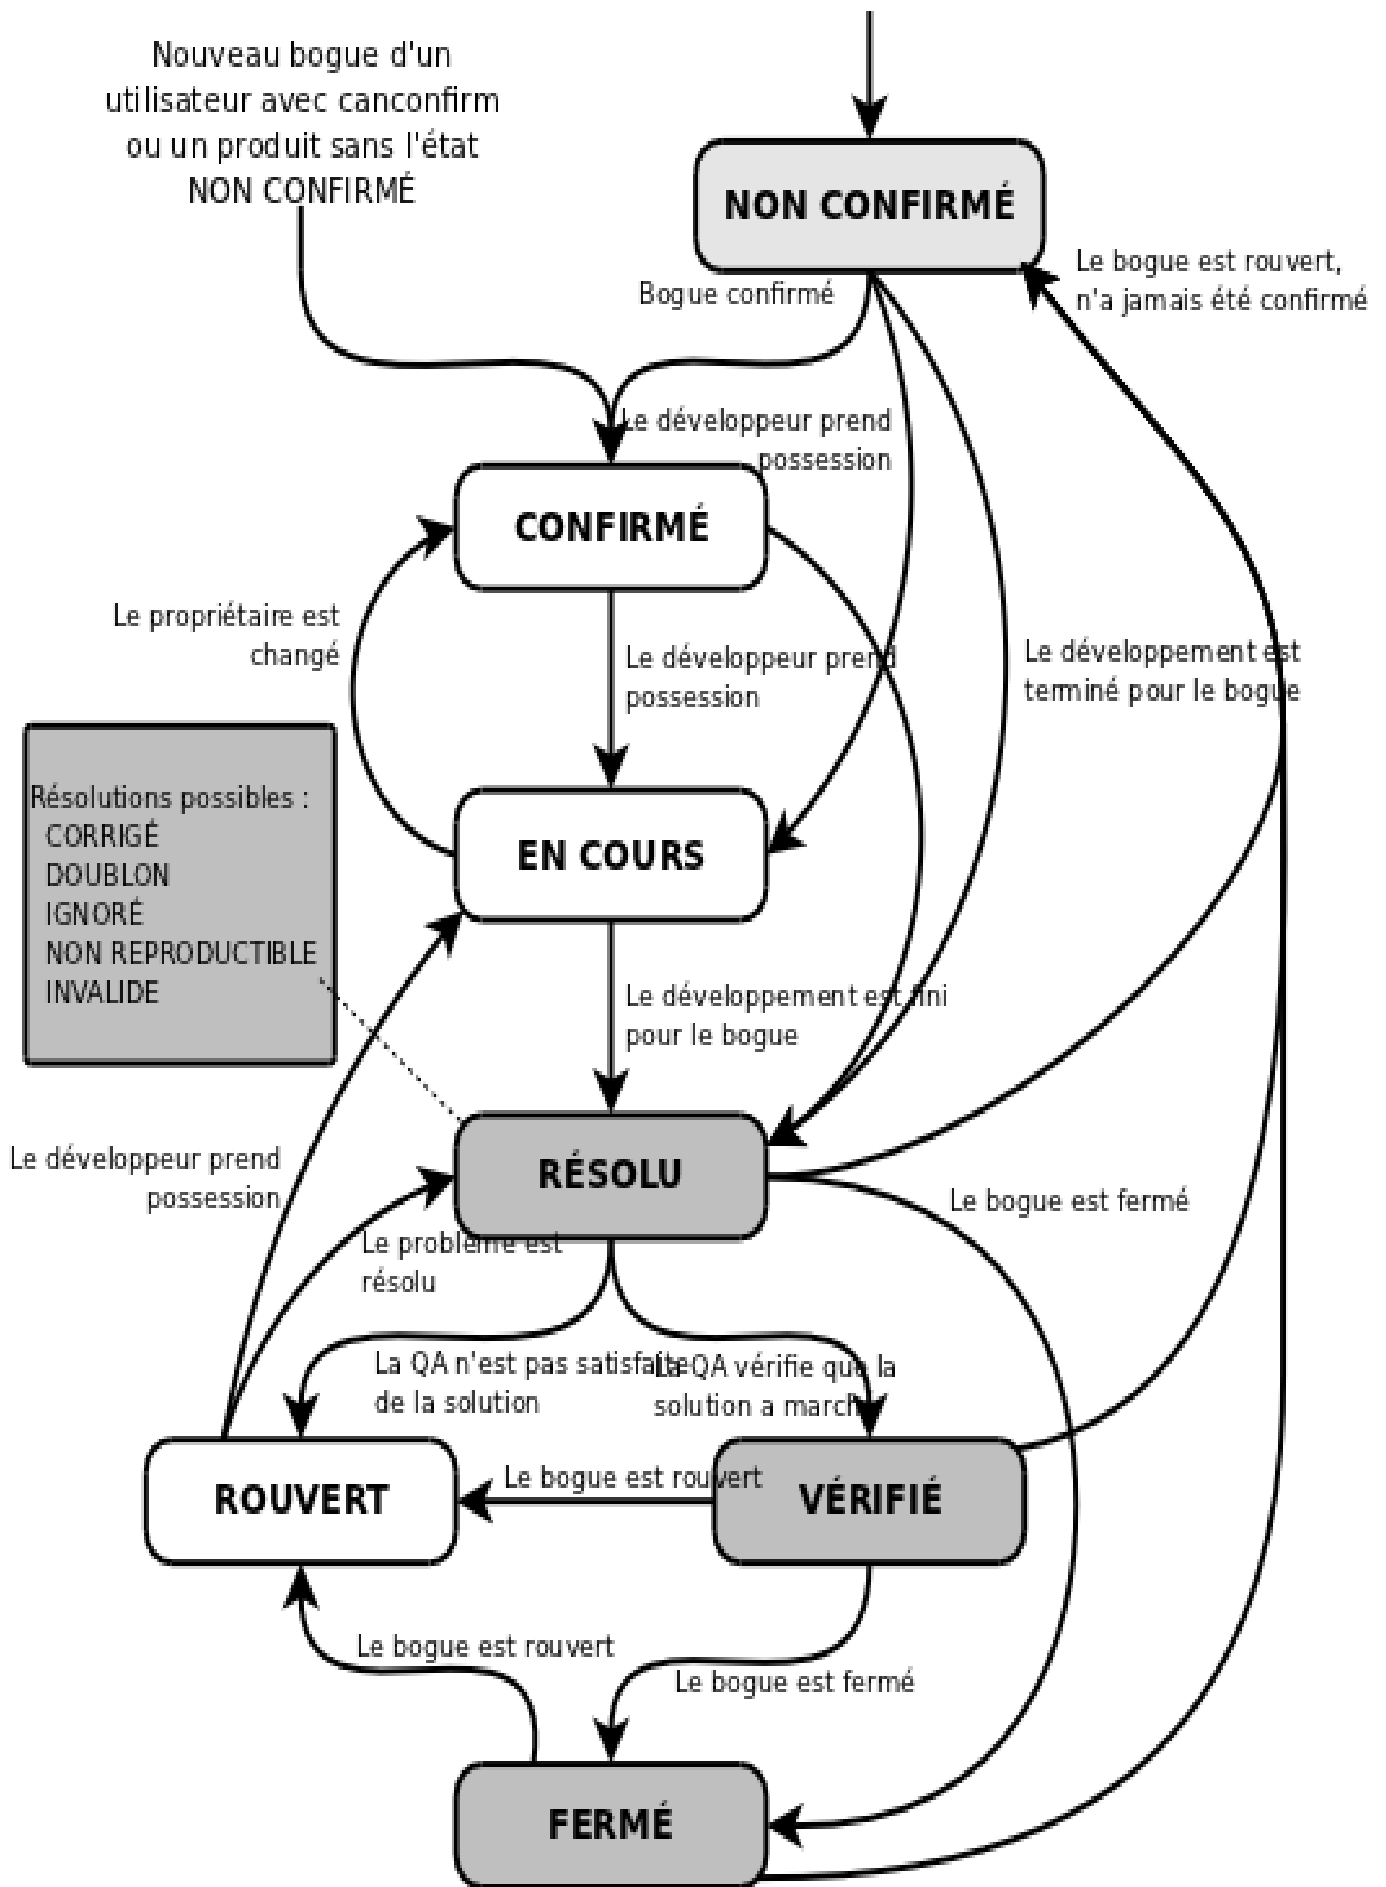 Nouveau bogue d'un
utilisateur avec canconfirm
ou un produit sans l'état
NON CONFIRMÉ
NON CONFIRMÉ
Le bogue est rouvert,
n'a jamais été confirmé
Bogue confirmé
Le développeur prend
possession
CONFIRMÉ
Le propriétaire est
changé
Le développeur prend
possession
Le développement est
terminé pour le bogue
Résolutions possibles :
CORRIGÉ
DOUBLON
IGNORÉ
NON REPRODUCTIBLE
INVALIDE
EN COURS
Le développement est fini
pour le bogue
Le développeur prend
possession
RÉSOLU
Le bogue est fermé
Le problème est
résolu
La QA n'est pas satisfaite
de la solution
La QA vérifie que la
solution a marché
ROUVERT
Le bogue est rouvert
VÉRIFIÉ
Le bogue est rouvert
Le bogue est fermé
FERMÉ